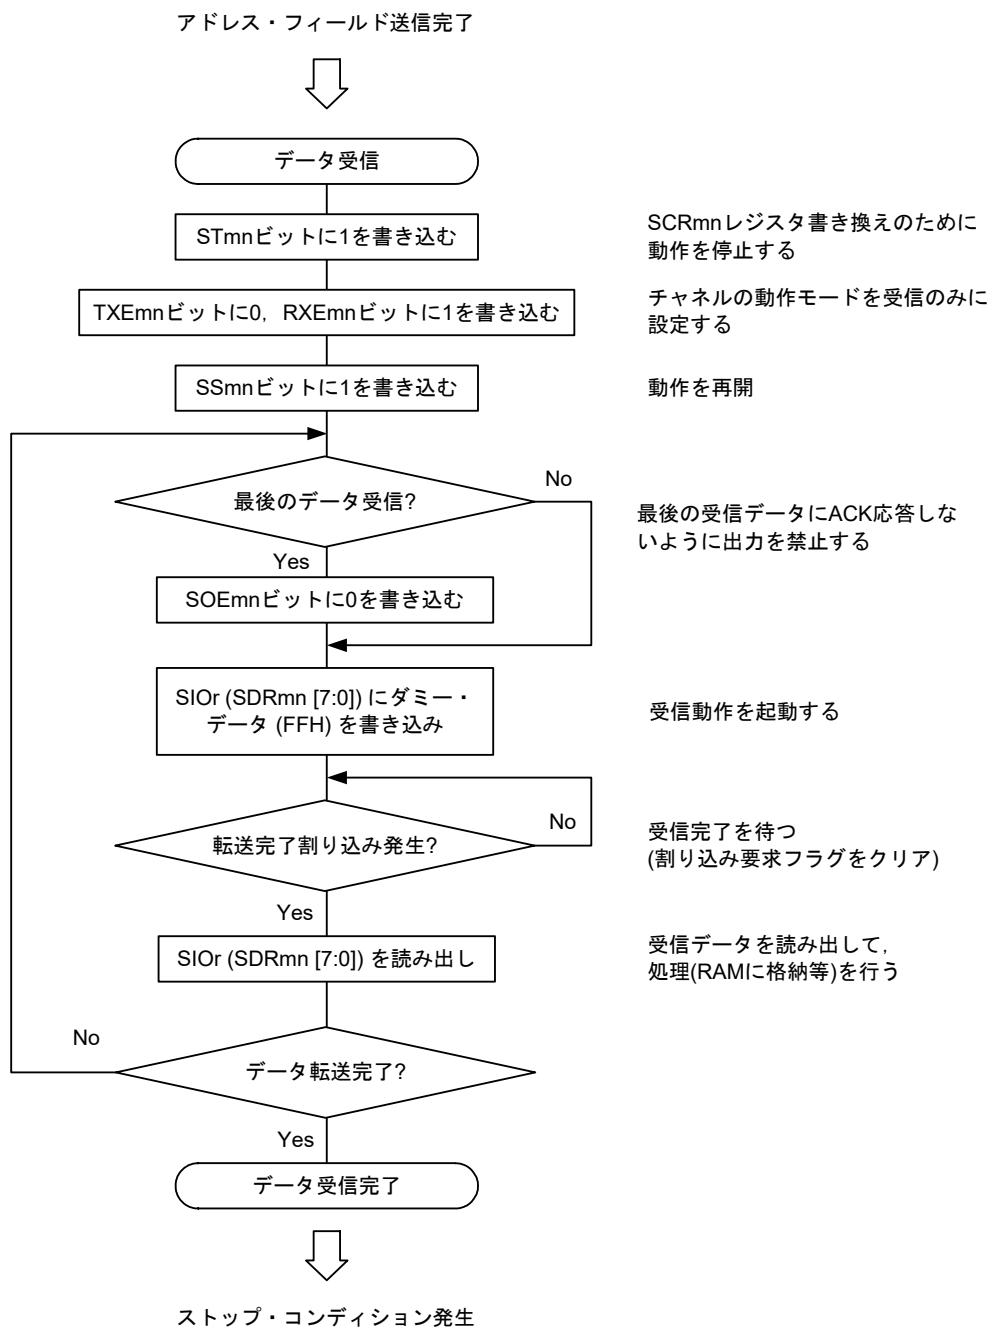 アドレス・フィールド送信完了
データ受信
STmnビットに1を書き込む
SCRmnレジスタ書き換えのために
動作を停止する
TXEmnビットに0, RXEmnビットに1を書き込む
チャネルの動作モードを受信のみに
設定する
SSmnビットに1を書き込む
動作を再開
最後のデータ受信?
No
Yes
最後の受信データにACK応答しな
いように出力を禁止する
SOEmnビットに0を書き込む
SIOr (SDRmn [7:0]) にダミー・
データ (FFH) を書き込み
受信動作を起動する
転送完了割り込み発生?
No
受信完了を待つ
(割り込み要求フラグをクリア)
Yes
SIOr (SDRmn [7:0]) を読み出し
受信データを読み出して,
処理(RAMに格納等)を行う
No
データ転送完了?
Yes
データ受信完了
ストップ・コンディション発生